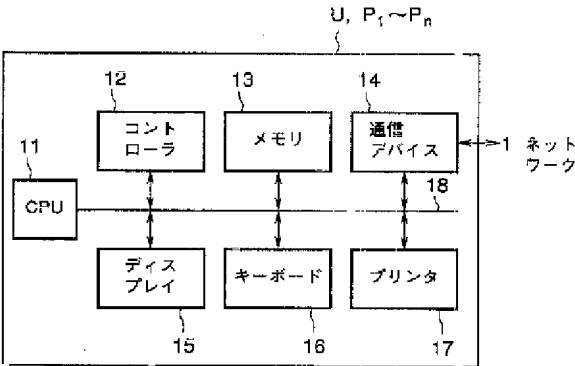 U, P₁～Pₙ
12
13
14
コント
ローラ
メモリ
通信
デバイス
1 ネット
ワーク
11
CPU
18
ディス
プレイ
キーボード
プリンタ
15
16
17